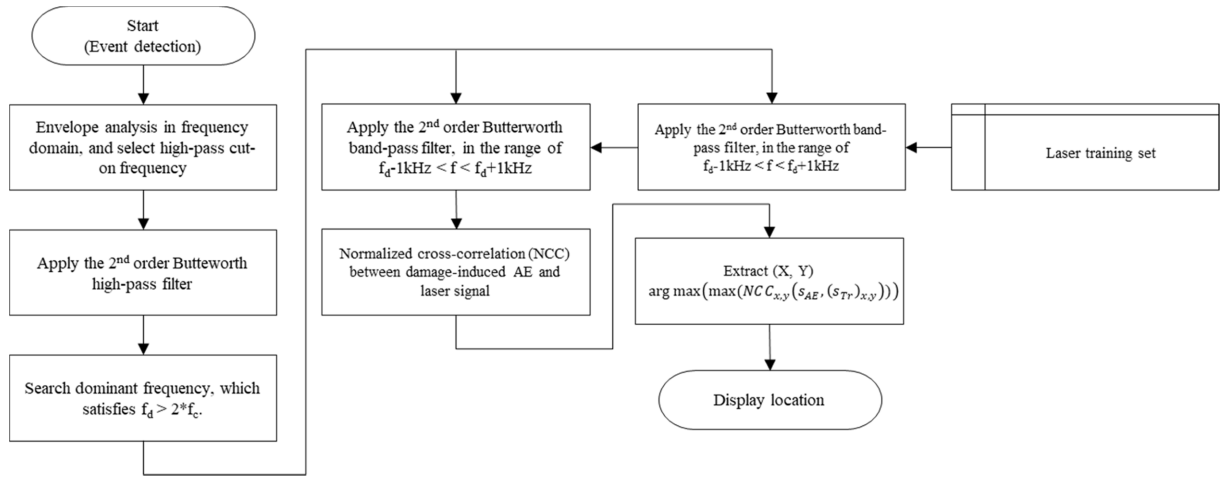 Start
(Event detection)
Envelope analysis in frequency
domain, and select high-pass cut-
on frequency
Apply the 2nd order Butteworth
high-pass filter
Search dominant frequency, which
satisfies fd > 2*fc.
Apply the 2nd order Butterworth
band-pass filter, in the range of
fd-1kHz < f < fd+1kHz
Apply the 2nd order Butterworth band-
pass filter, in the range of
fd-1kHz < f < fd+1kHz
Laser training set
Normalized cross-correlation (NCC)
between damage-induced AE and
laser signal
Extract (X, Y)
arg max(max(NCCx,y(sAE, (sTr)x,y)))
Display location